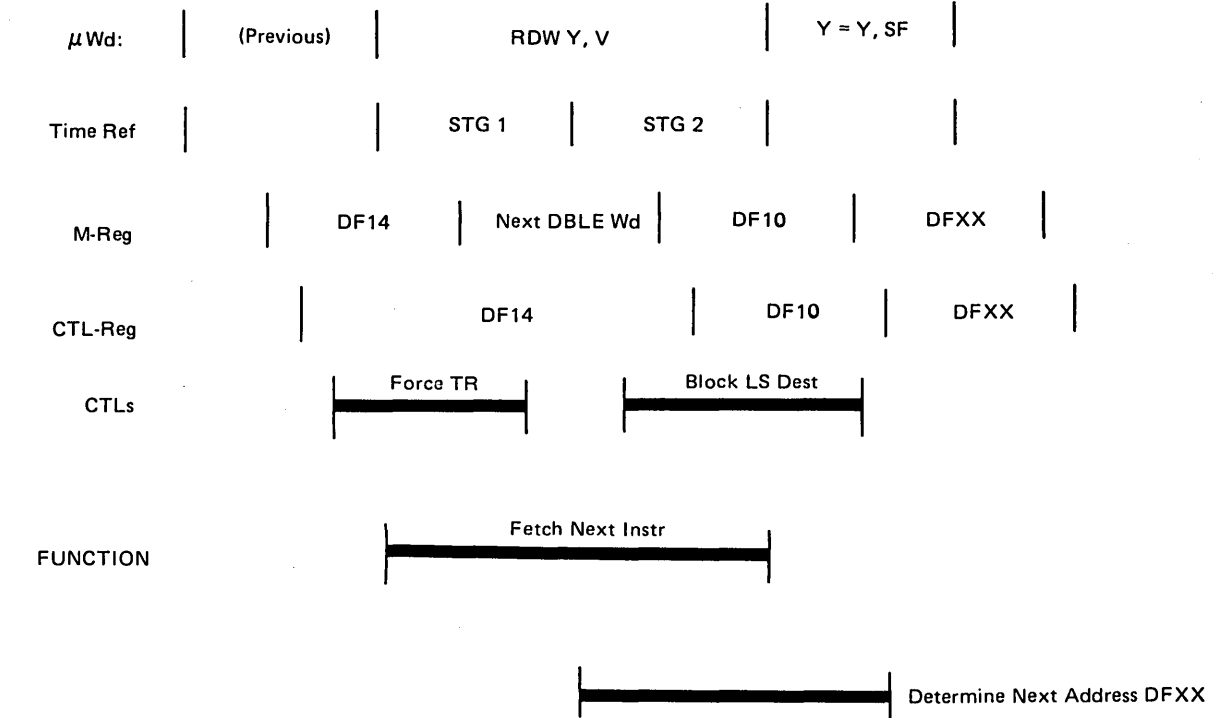 μ Wd: (Previous) RDW Y, V Y = Y, SF
Time Ref STG 1 STG 2
M-Reg DF14 Next DBLE Wd DF10 DFXX
CTL-Reg DF14 DF10 DFXX
CTLs Force TR Block LS Dest
FUNCTION Fetch Next Instr
Determine Next Address DFXX